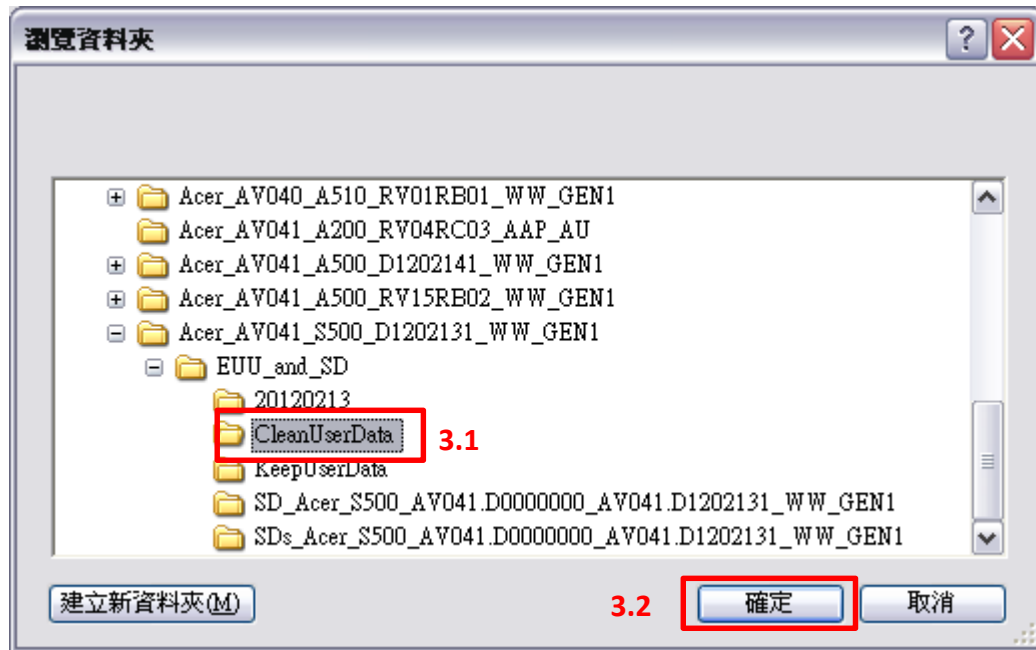 瀏覽資料夾
Acer_AV040_A510_RV01RB01_WW_GEN1
Acer_AV041_A200_RV04RC03_AAP_AU
Acer_AV041_A500_D1202141_WW_GEN1
Acer_AV041_A500_RV15RB02_WW_GEN1
Acer_AV041_S500_D1202131_WW_GEN1
EUU_and_SD
20120213
CleanUserData 3.1
KeepUserData
SD_Acer_S500_AV041.D0000000_AV041.D1202131_WW_GEN1
SDs_Acer_S500_AV041.D0000000_AV041.D1202131_WW_GEN1
建立新資料夾(M) 3.2 確定 取消